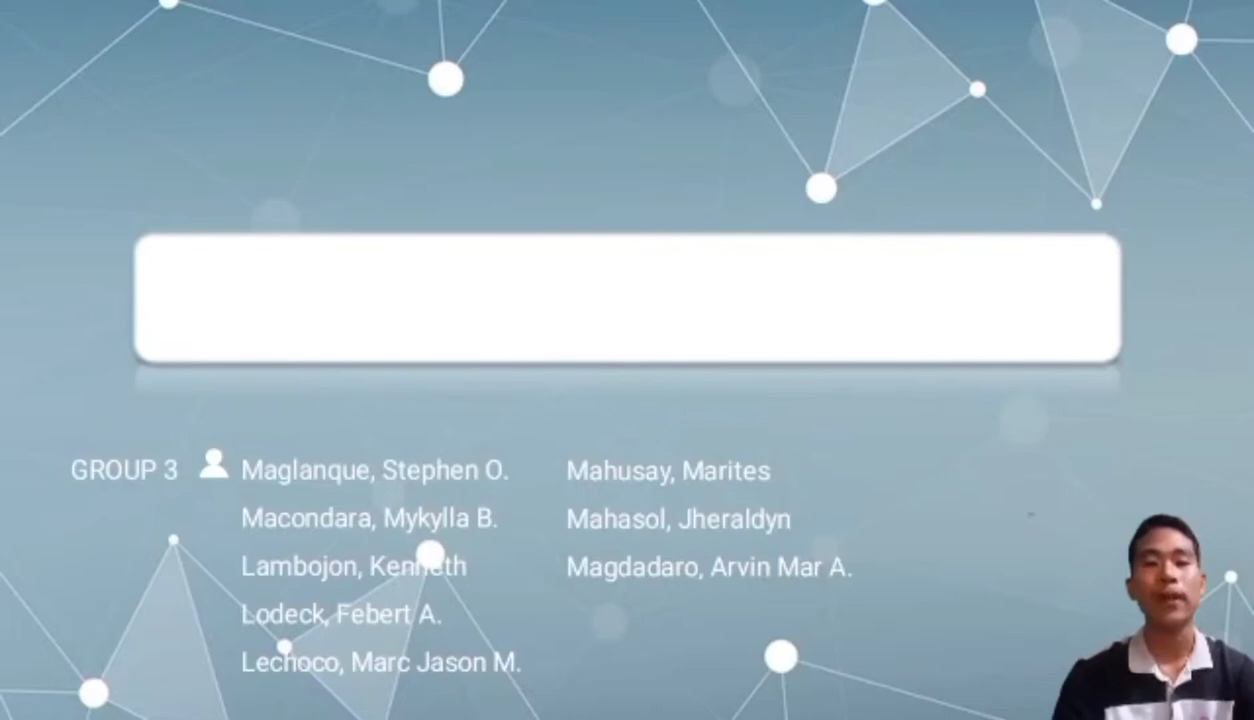 GROUP 3
Maglanque, Stephen O.
Macondara, Mykylla B.
Lambojon, Kenneth
Lodeck, Febert A.
Lechoco, Marc Jason M.
Mahusay, Marites
Mahasol, Jheraldyn
Magdadaro, Arvin Mar A.